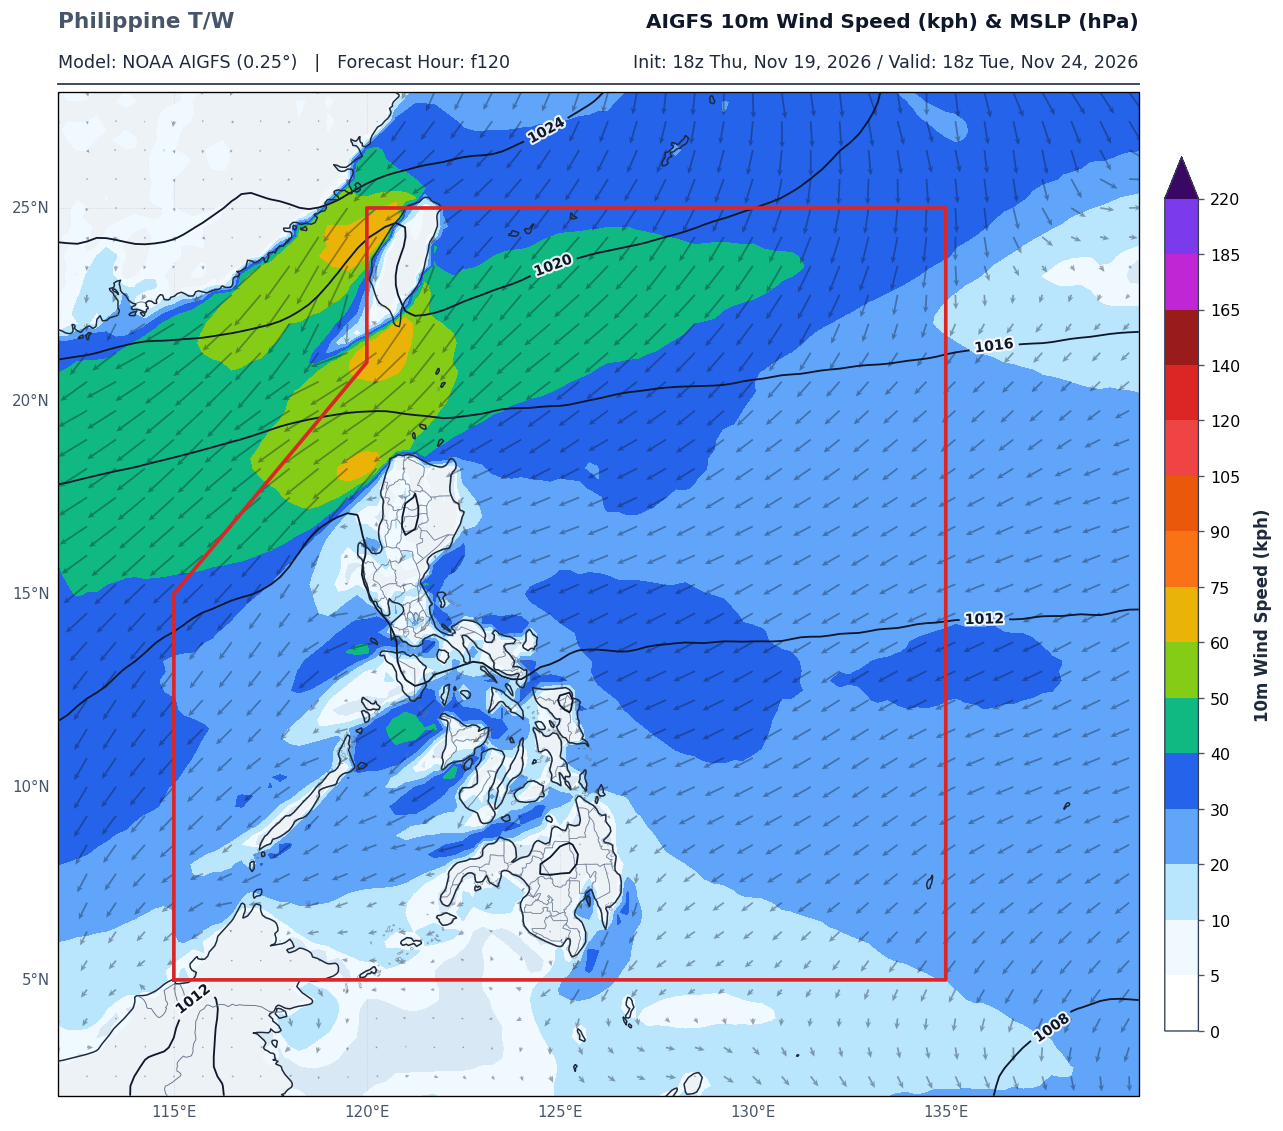 Philippine T/W
AIGFS 10m Wind Speed (kph) & MSLP (hPa)
Model: NOAA AIGFS (0.25°) | Forecast Hour: f120
Init: 18z Thu, Nov 19, 2026 / Valid: 18z Tue, Nov 24, 2026
1024
1020
1016
1012
1012
1008
25°N
20°N
15°N
10°N
5°N
115°E
120°E
125°E
130°E
135°E
220
185
165
140
120
105
90
75
60
50
40
30
20
10
5
0
10m Wind Speed (kph)